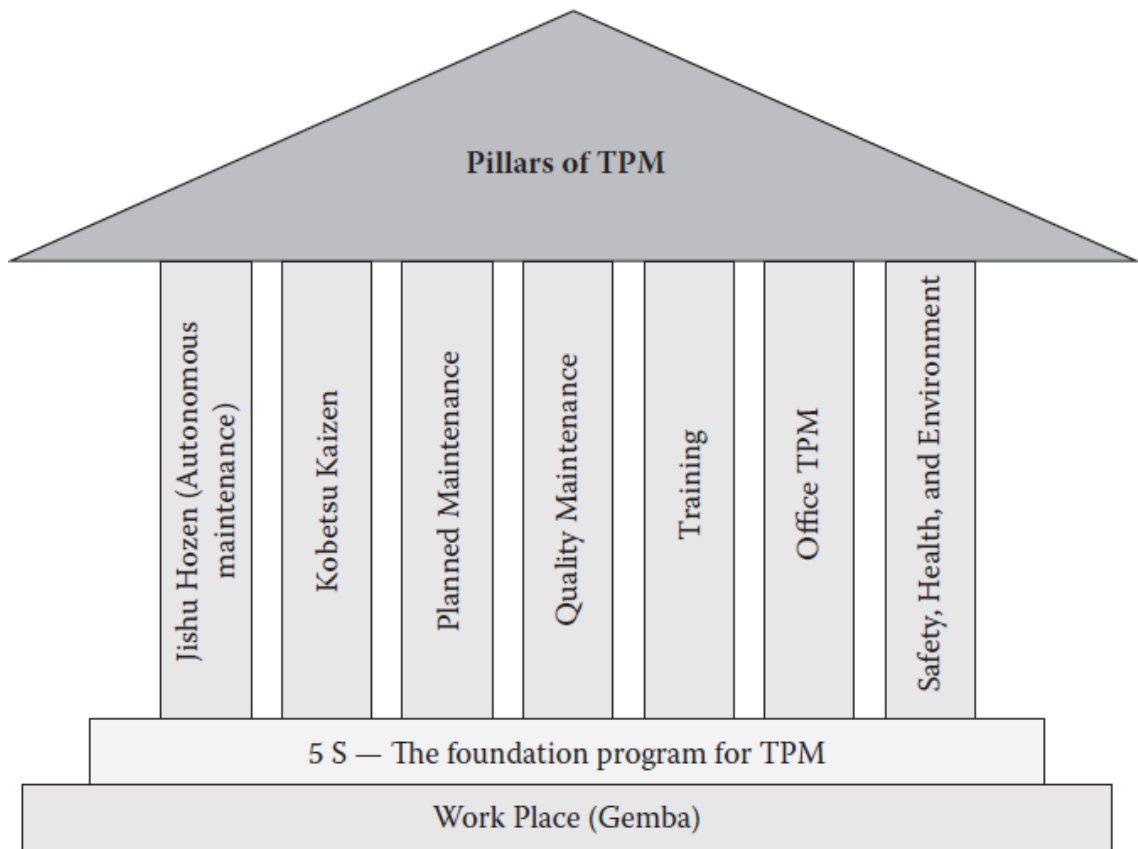 Pillars of TPM
Jishu Hozen (Autonomous
maintenance)
Kobetsu Kaizen
Planned Maintenance
Quality Maintenance
Training
Office TPM
Safety, Health, and Environment
5 S — The foundation program for TPM
Work Place (Gemba)